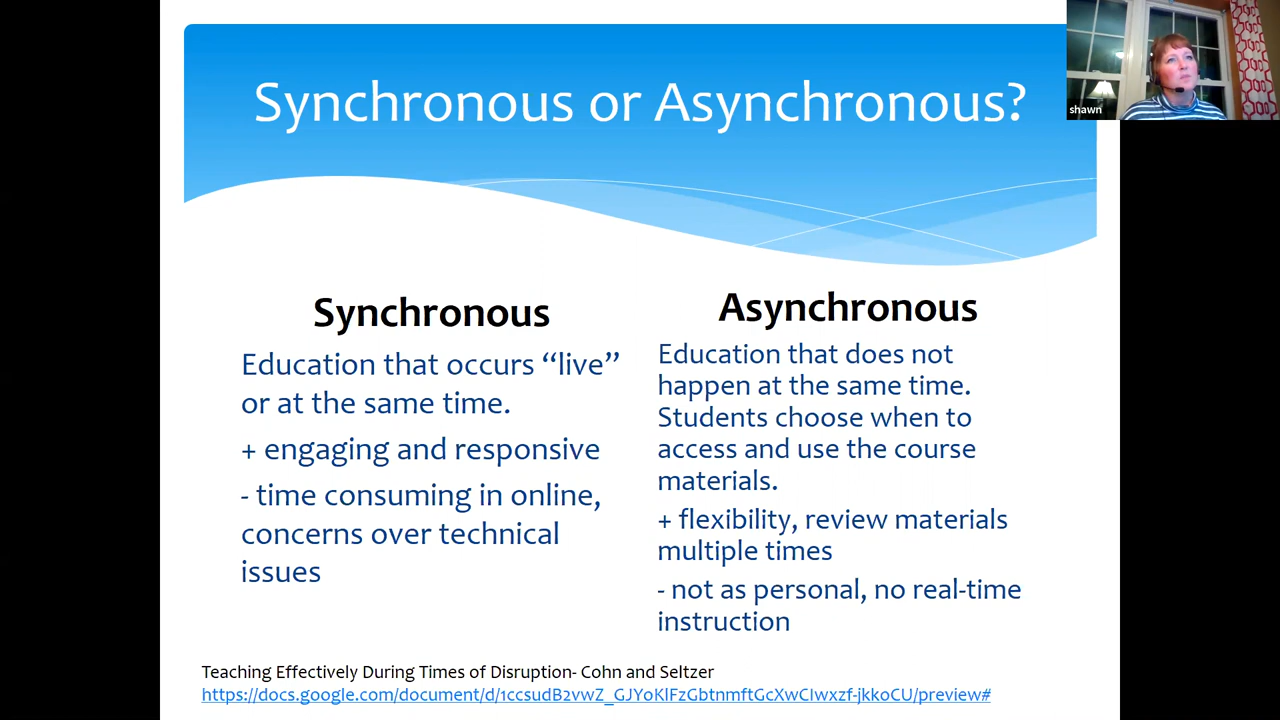 Synchronous or Asynchronous?
shawn
Synchronous
Education that occurs “live”
or at the same time.
+ engaging and responsive
- time consuming in online,
concerns over technical
issues
Asynchronous
Education that does not
happen at the same time.
Students choose when to
access and use the course
materials.
+ flexibility, review materials
multiple times
- not as personal, no real-time
instruction
Teaching Effectively During Times of Disruption- Cohn and Seltzer
https://docs.google.com/document/d/1ccsudB2vwZ_GJYoKlFzGbtnmftGcXwCIwxzf-jkkoCU/preview#